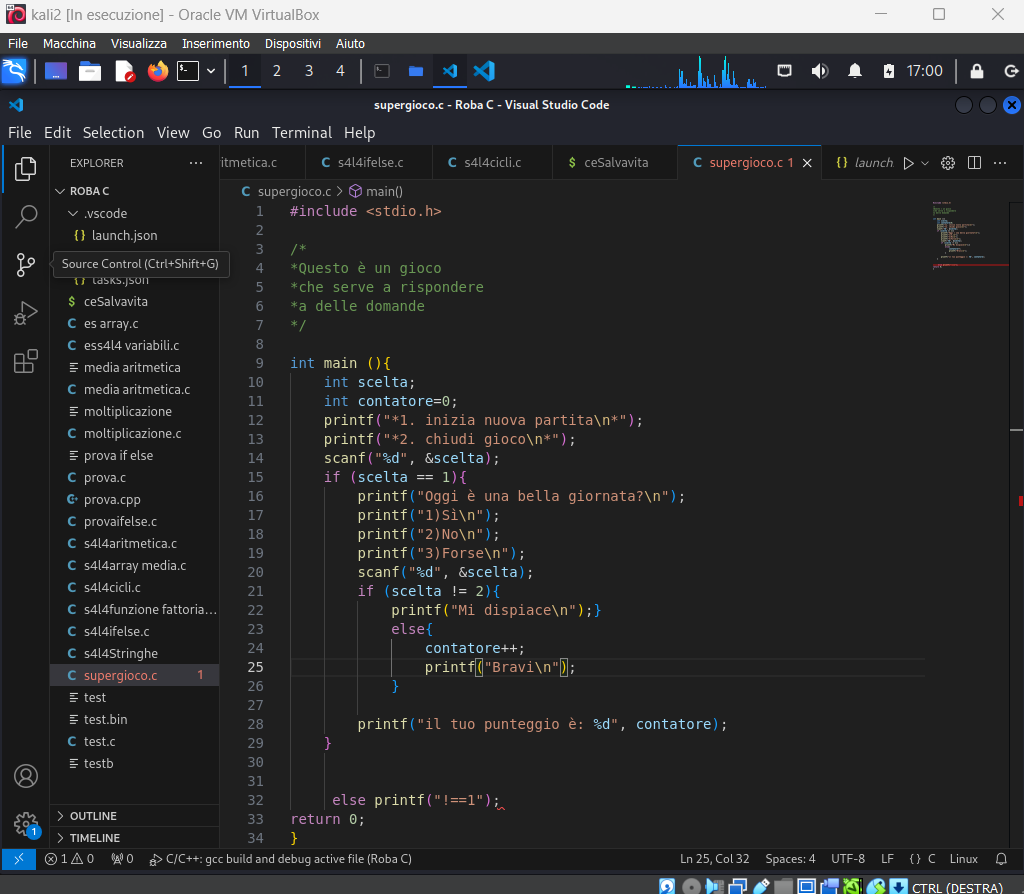 kali2 [In esecuzione] - Oracle VM VirtualBox
File Macchina Visualizza Inserimento Dispositivi Aiuto
1 2 3 4 17:00
supergioco.c - Roba C - Visual Studio Code
File Edit Selection View Go Run Terminal Help
EXPLORER ··· itmetica.c C s4l4ifelse.c C s4l4cicli.c $ ceSalvavita C supergioco.c 1 {} launch ···
ROBA C
C supergioco.c > main()
.vscode
{} launch.json
Source Control (Ctrl+Shift+G)
{} tasks.json
$ ceSalvavita
C es array.c
C ess4l4 variabili.c
media aritmetica
C media aritmetica.c
moltiplicazione
C moltiplicazione.c
prova if else
C prova.c
prova.cpp
C provaifelse.c
C s4l4aritmetica.c
C s4l4array media.c
C s4l4cicli.c
C s4l4funzione fattoria...
C s4l4ifelse.c
C s4l4Stringhe
C supergioco.c 1
test
test.bin
C test.c
testb
OUTLINE
TIMELINE
1 #include <stdio.h>
2
3 /*
4 *Questo è un gioco
5 *che serve a rispondere
6 *a delle domande
7 */
8
9 int main (){
10 int scelta;
11 int contatore=0;
12 printf("*1. inizia nuova partita\n*");
13 printf("*2. chiudi gioco\n*");
14 scanf("%d", &scelta);
15 if (scelta == 1){
16 printf("Oggi è una bella giornata?\n");
17 printf("1)Sì\n");
18 printf("2)No\n");
19 printf("3)Forse\n");
20 scanf("%d", &scelta);
21 if (scelta != 2){
22 printf("Mi dispiace\n");}
23 else{
24 contatore++;
25 printf("Bravi\n");
26 }
27
28 printf("il tuo punteggio è: %d", contatore);
29 }
30
31
32 else printf("!==1");
33 return 0;
34 }
1
1 0 0 C/C++: gcc build and debug active file (Roba C) Ln 25, Col 32 Spaces: 4 UTF-8 LF {} C Linux
CTRL (DESTRA)